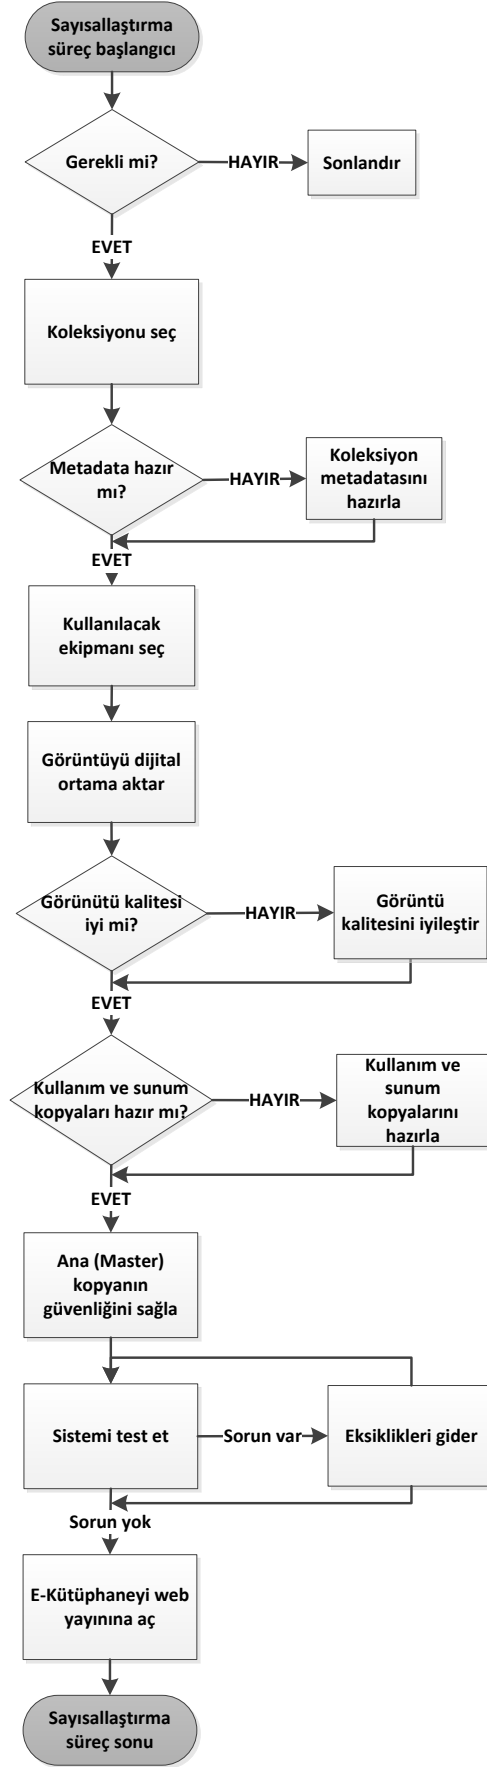 Sayısallaştırma
süreç başlangıcı
Gerekli mi?
HAYIR
Sonlandır
EVET
Koleksiyonu seç
Metadata hazır
mı?
HAYIR
Koleksiyon
metadatasını
hazırla
EVET
Kullanılacak
ekipmanı seç
Görüntüyü dijital
ortama aktar
Görünütü kalitesi
iyi mi?
HAYIR
Görüntü
kalitesini iyileştir
EVET
Kullanım ve sunum
kopyaları hazır mı?
HAYIR
Kullanım ve
sunum
kopyalarını
hazırla
EVET
Ana (Master)
kopyanın
güvenliğini sağla
Sistemi test et
Sorun var
Eksiklikleri gider
Sorun yok
E-Kütüphaneyi web
yayınına aç
Sayısallaştırma
süreç sonu